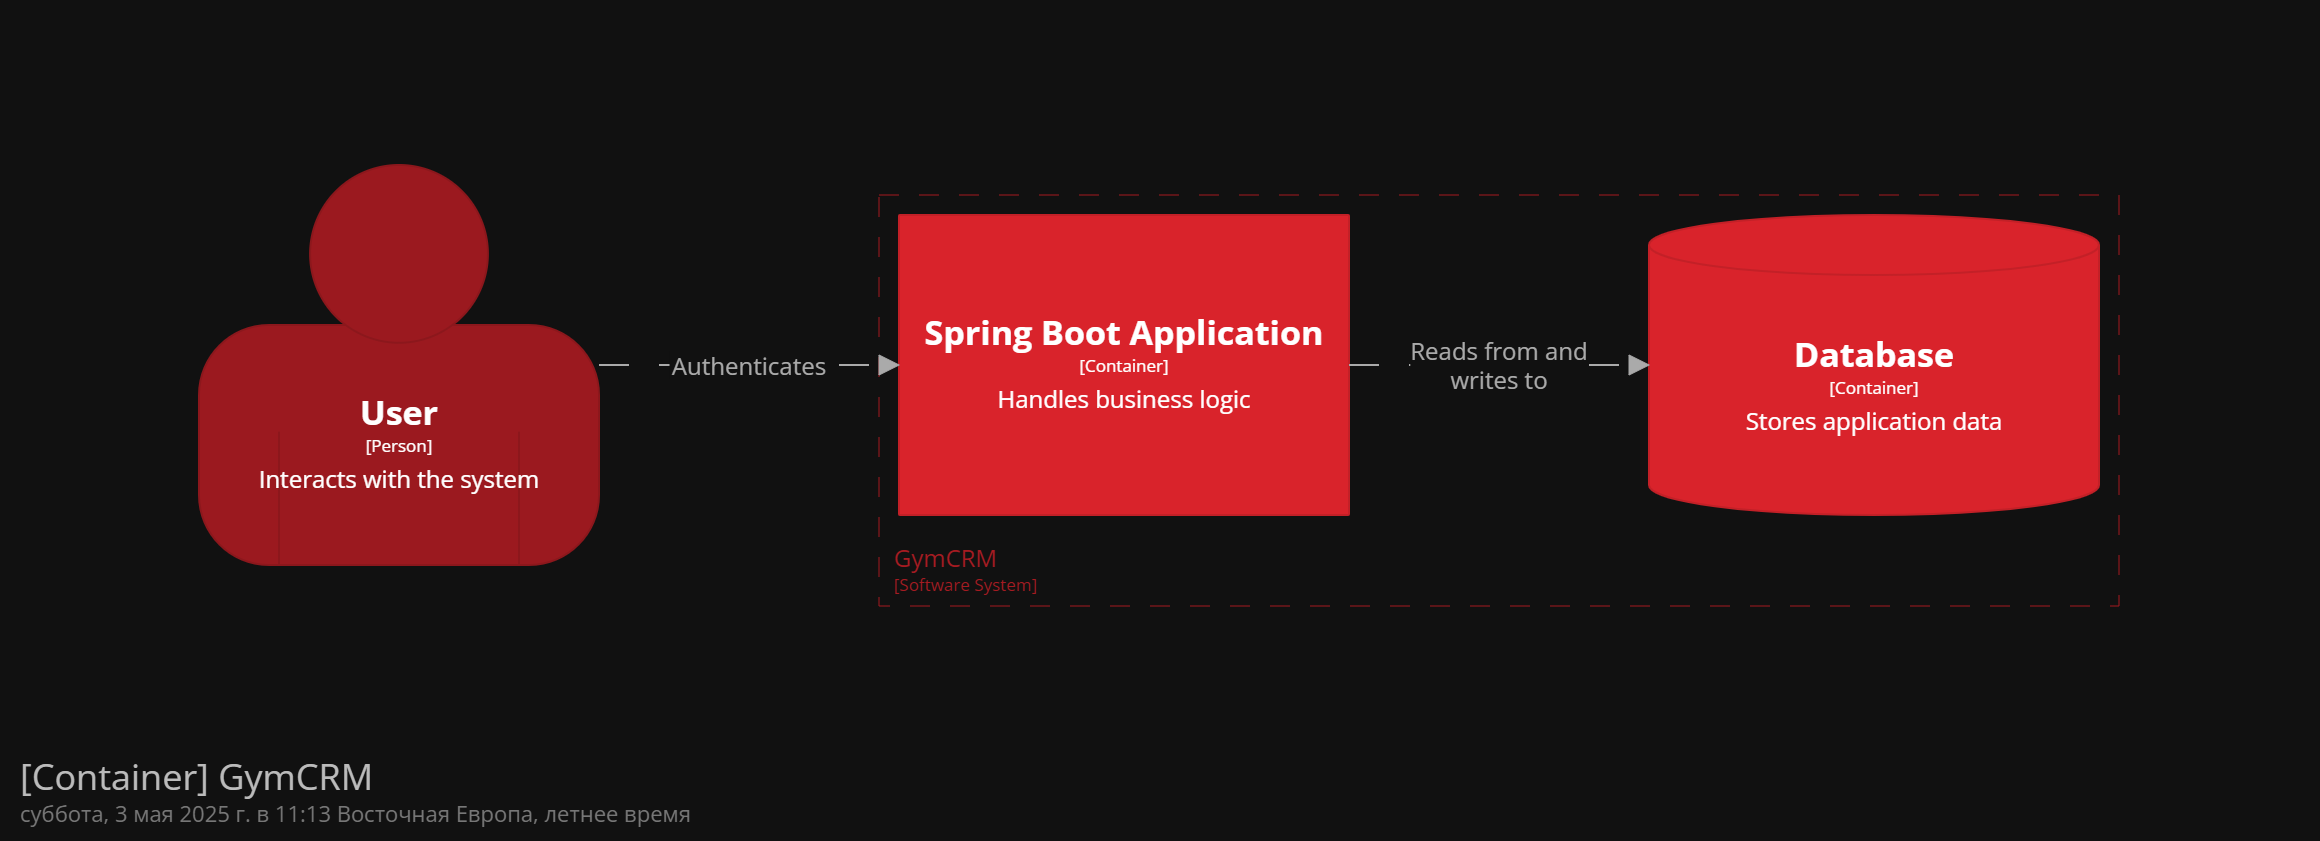 User
[Person]
Interacts with the system
Authenticates
Spring Boot Application
[Container]
Handles business logic
Reads from and
writes to
Database
[Container]
Stores application data
GymCRM
[Software System]
[Container] GymCRM
суббота, 3 мая 2025 г. в 11:13 Восточная Европа, летнее время